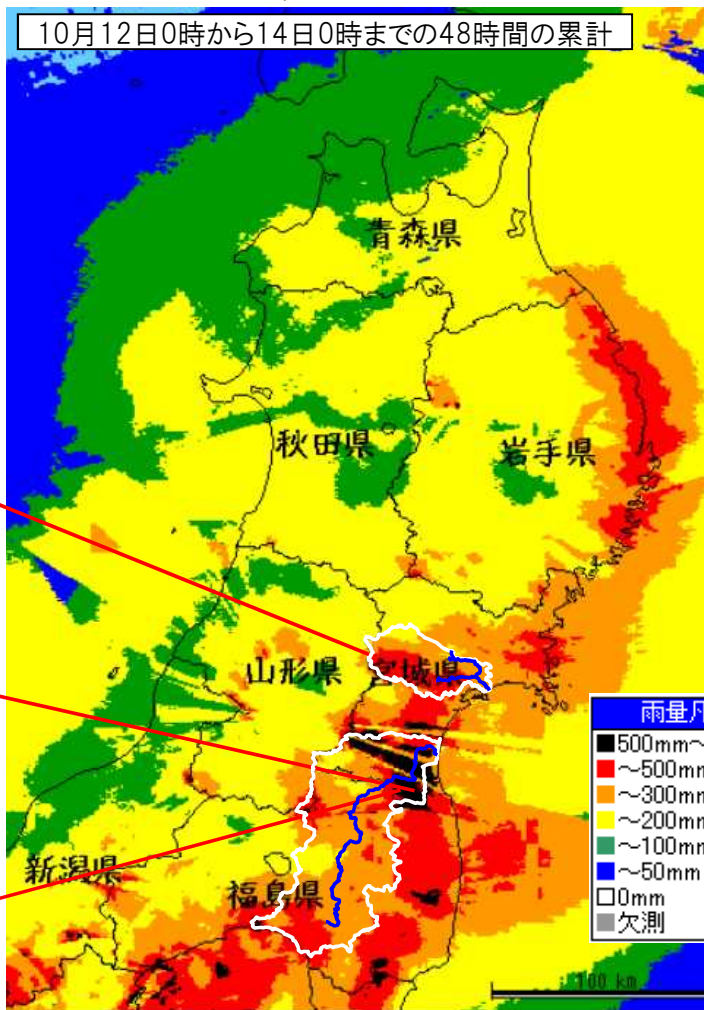 10月12日0時から14日0時までの48時間の累計
青森県
秋田県
岩手県
山形県
宮城県
新潟県
福島県
雨量凡
500mm～
～500mm
～300mm
～200mm
～100mm
～50mm
0mm
欠測
100 km